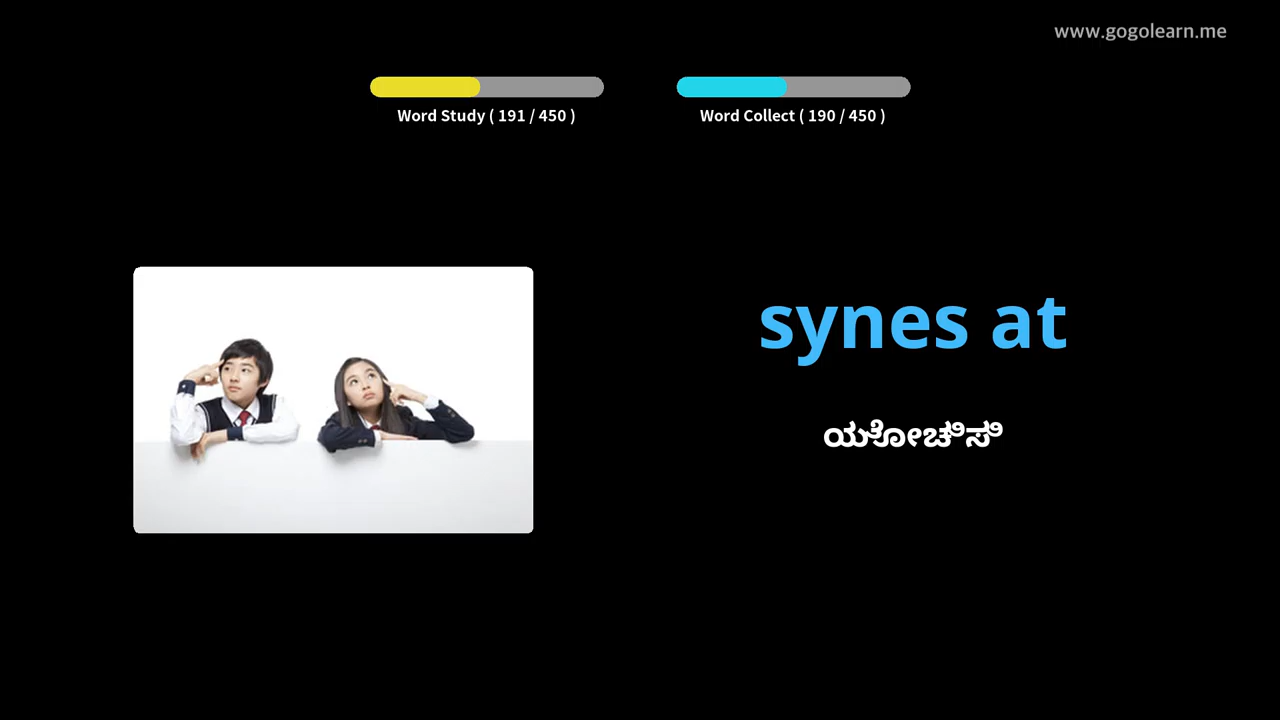 www.gogolearn.me
Word Study ( 191 / 450 )
Word Collect ( 190 / 450 )
synes at
ಯೋಚಿಸಿ